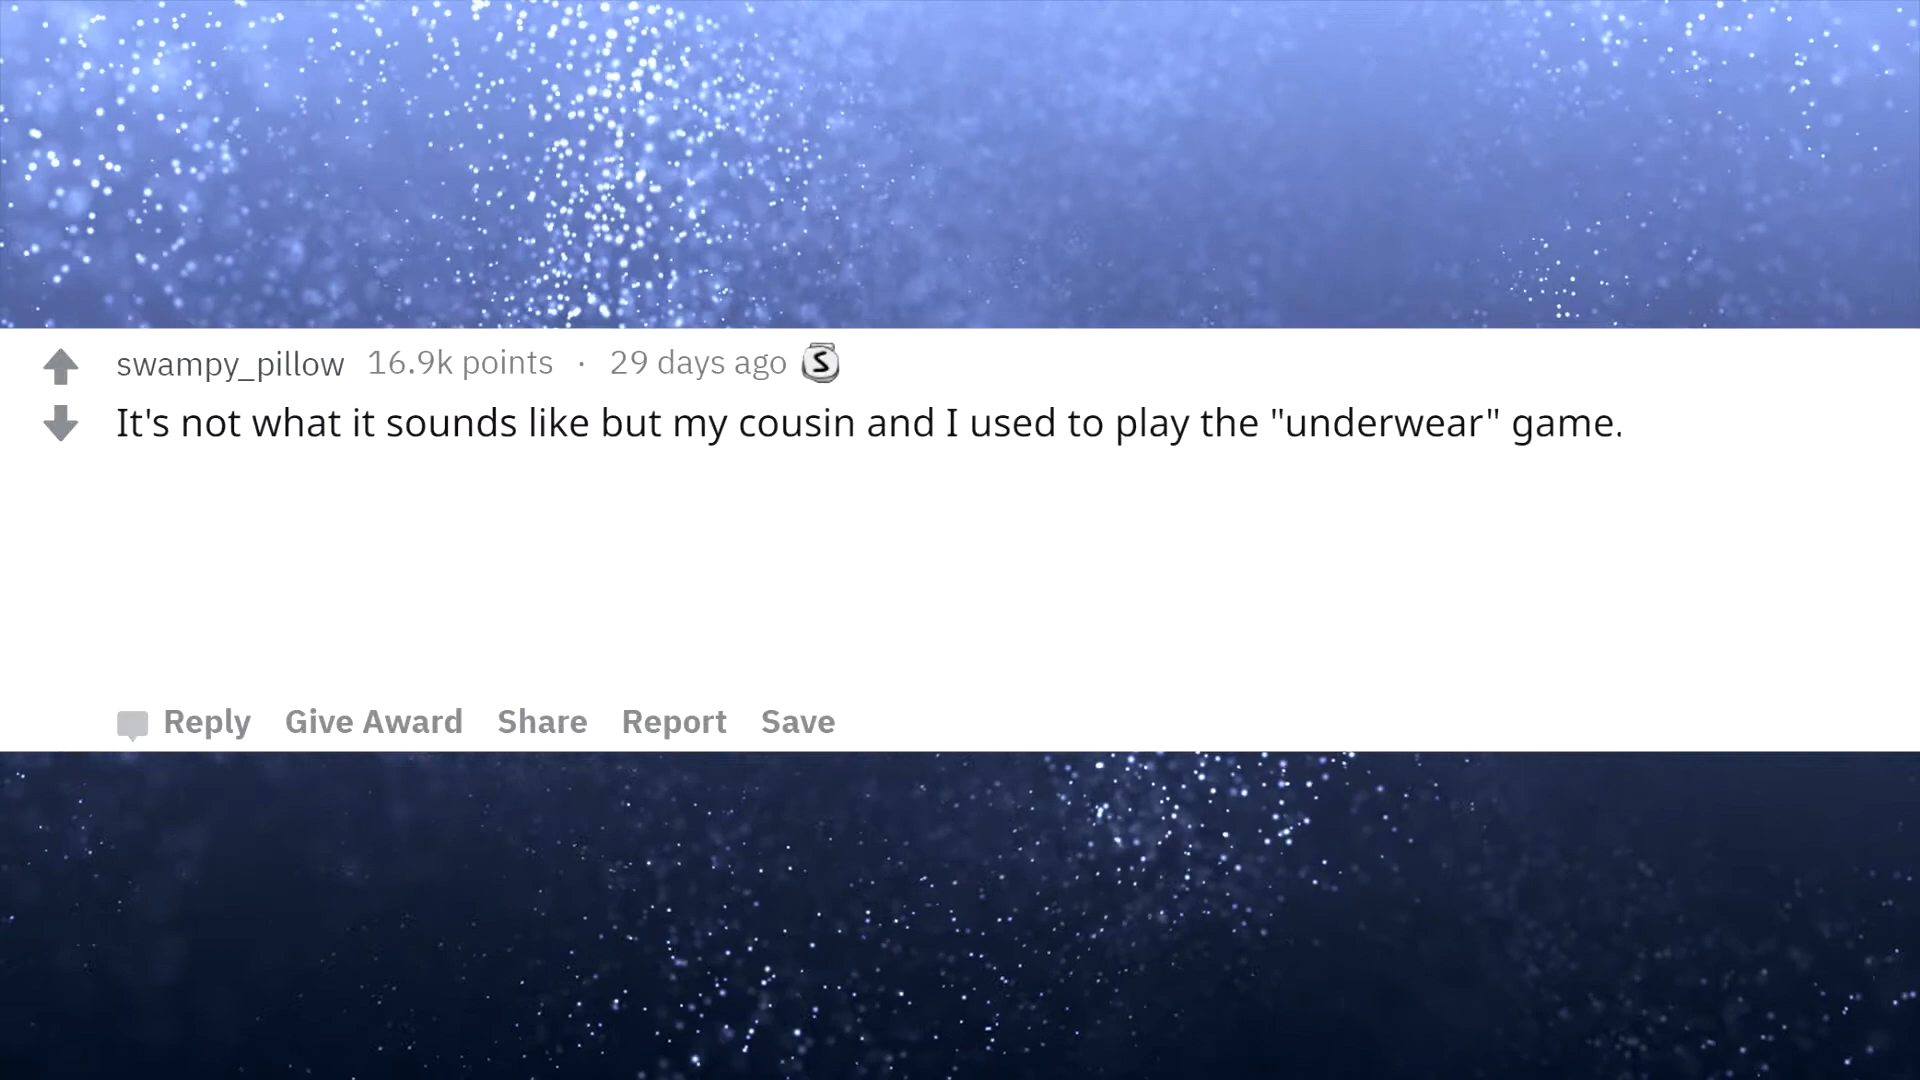 swampy_pillow 16.9k points · 29 days ago S
It's not what it sounds like but my cousin and I used to play the "underwear" game.
Reply Give Award Share Report Save